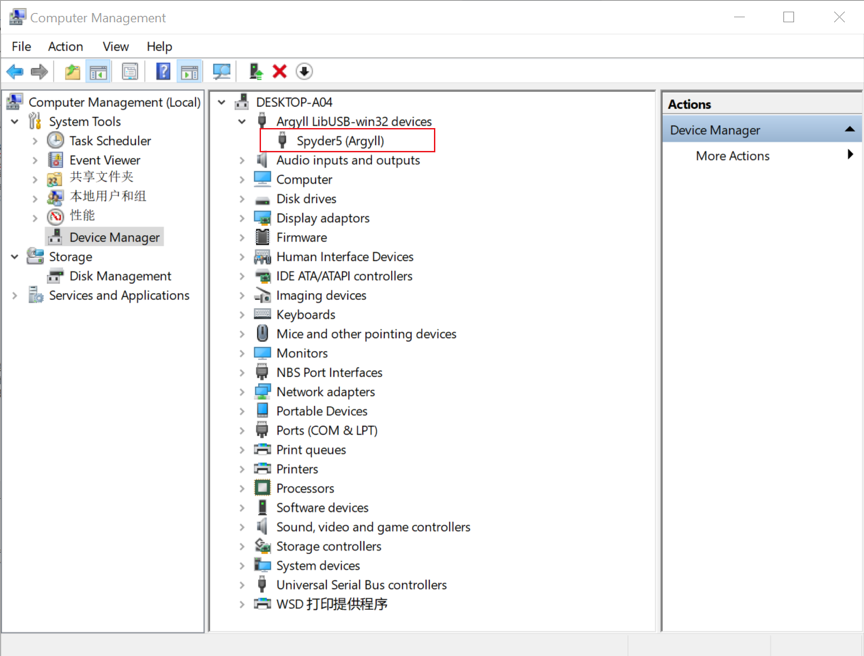 Computer Management
File Action View Help
Computer Management (Local)
System Tools
Task Scheduler
Event Viewer
共享文件夹
本地用户和组
性能
Device Manager
Storage
Disk Management
Services and Applications
DESKTOP-A04
Argyll LibUSB-win32 devices
Spyder5 (Argyll)
Audio inputs and outputs
Computer
Disk drives
Display adaptors
Firmware
Human Interface Devices
IDE ATA/ATAPI controllers
Imaging devices
Keyboards
Mice and other pointing devices
Monitors
NBS Port Interfaces
Network adapters
Portable Devices
Ports (COM & LPT)
Print queues
Printers
Processors
Software devices
Sound, video and game controllers
Storage controllers
System devices
Universal Serial Bus controllers
WSD 打印提供程序
Actions
Device Manager
More Actions